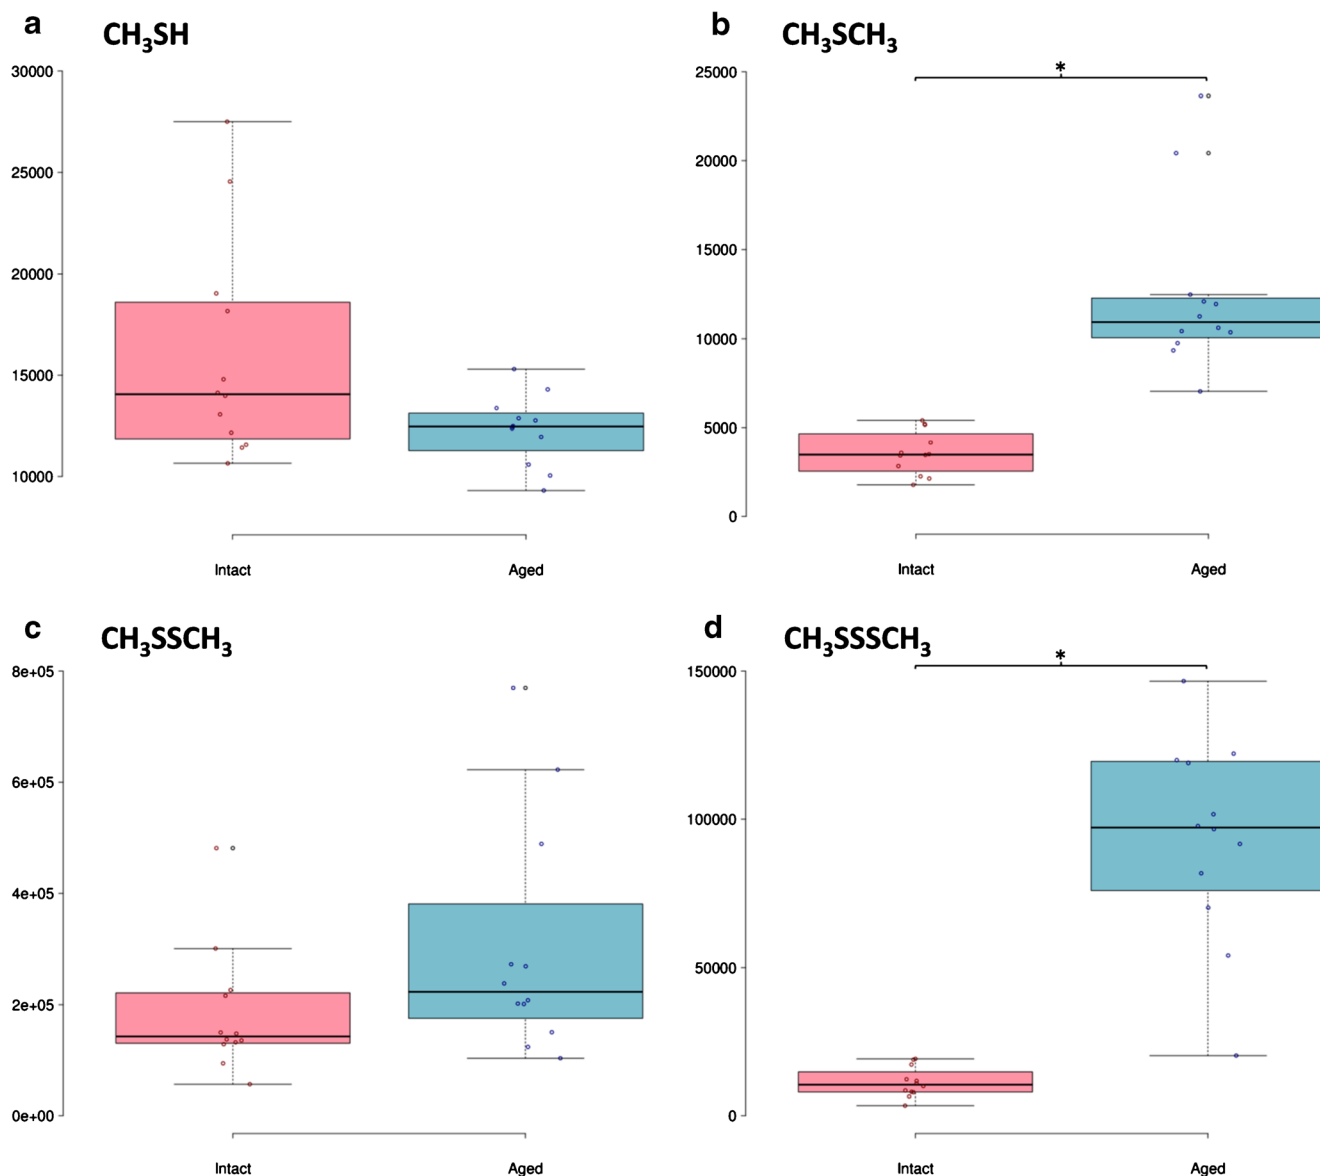 a
CH₃SH
30000
25000
20000
15000
10000
Intact
Aged
b
CH₃SCH₃
*
25000
20000
15000
10000
5000
0
Intact
Aged
c
CH₃SSCH₃
8e+05
6e+05
4e+05
2e+05
0e+00
Intact
Aged
d
CH₃SSSCH₃
*
150000
100000
50000
0
Intact
Aged